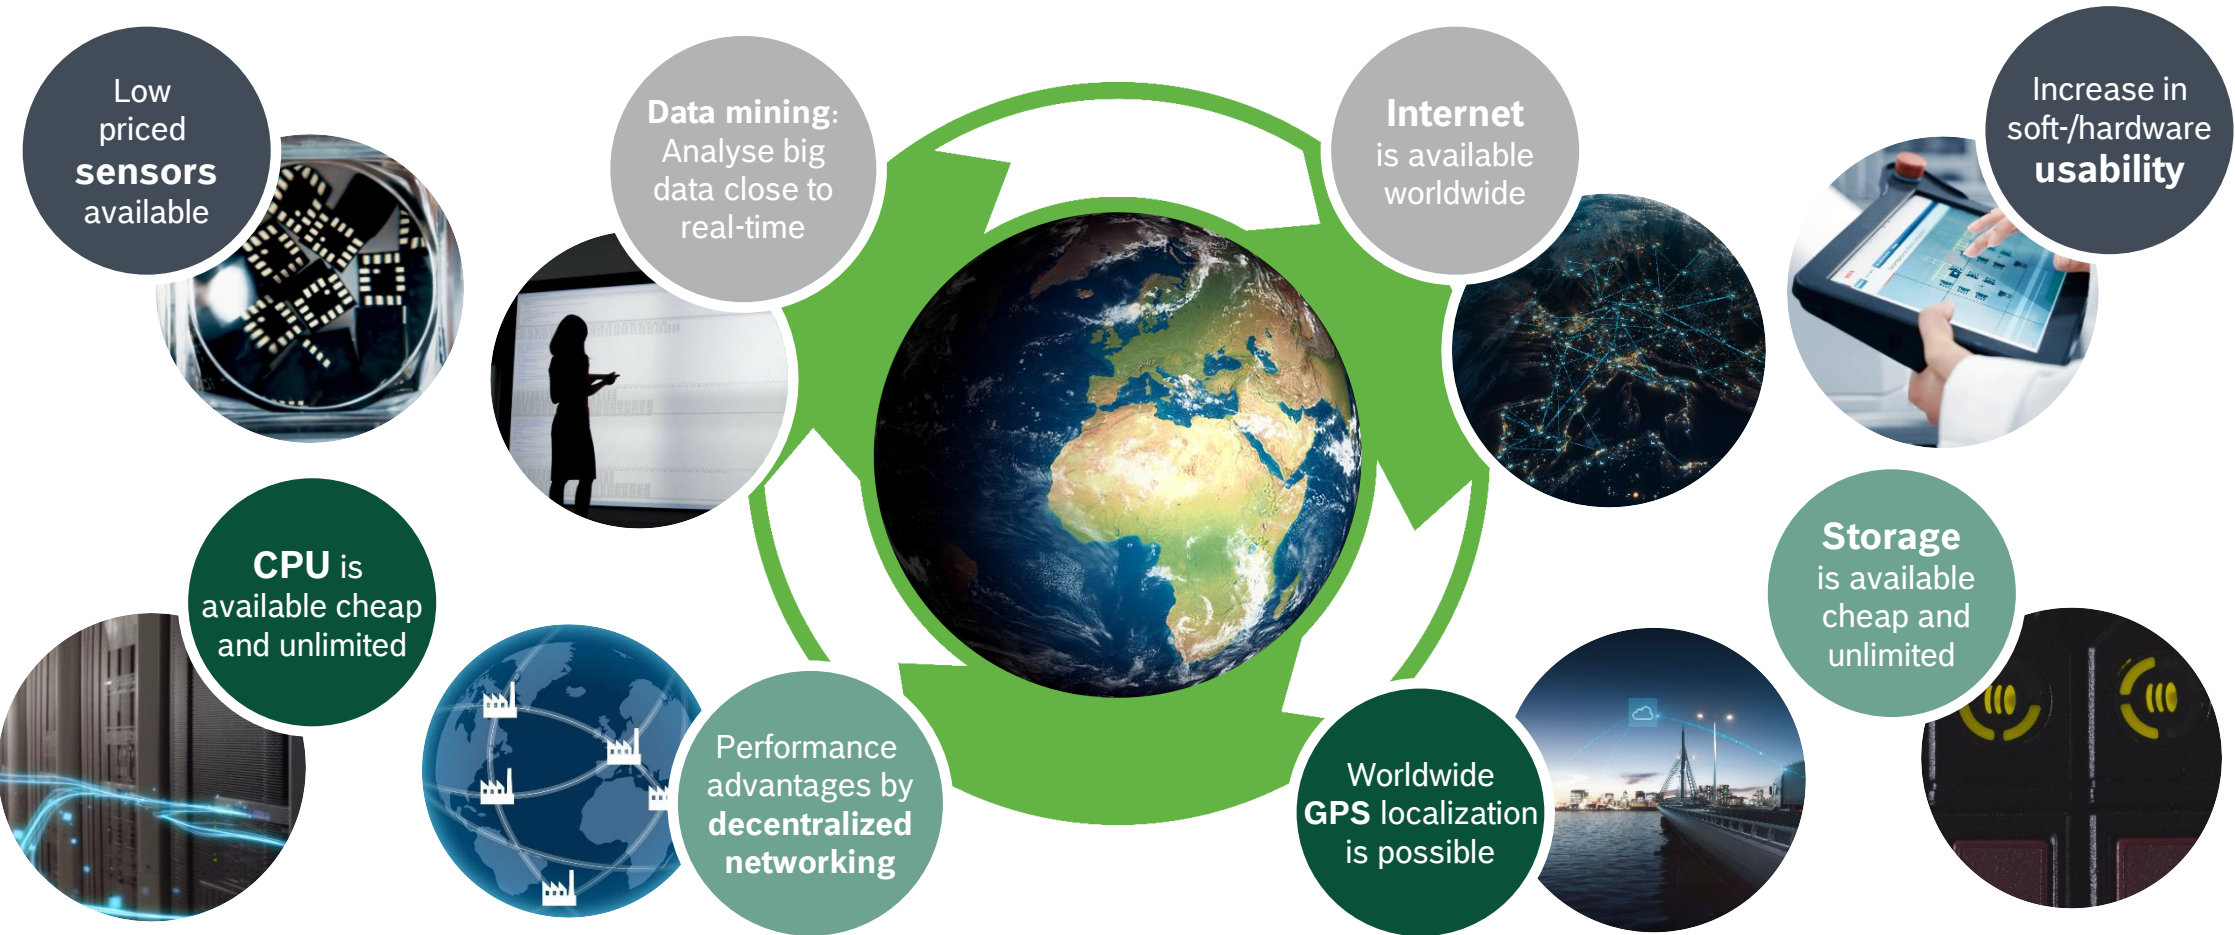 Low
priced
sensors
available
Data mining:
Analyse big
data close to
real-time
Internet
is available
worldwide
Increase in
soft-/hardware
usability
CPU is
available cheap
and unlimited
Performance
advantages by
decentralized
networking
Worldwide
GPS localization
is possible
Storage
is available
cheap and
unlimited